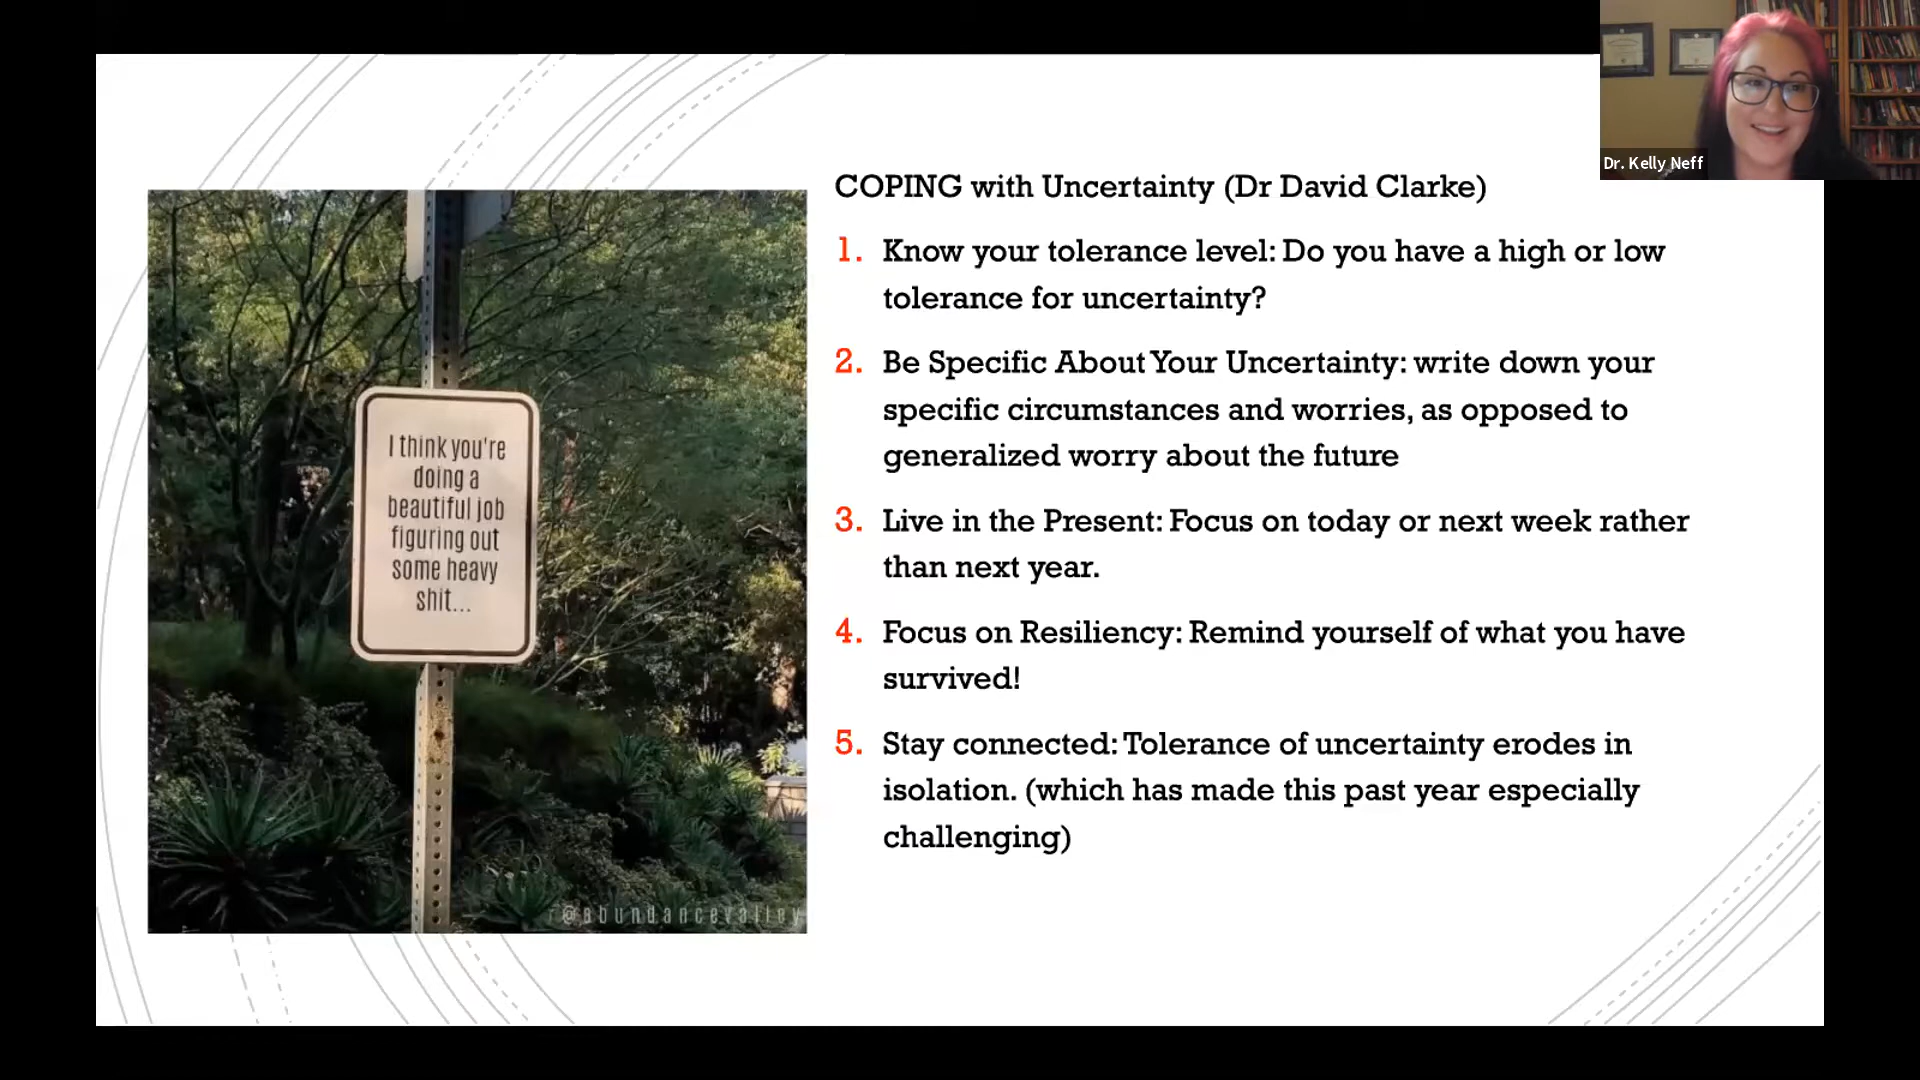 Dr. Kelly Neff
COPING with Uncertainty (Dr David Clarke)
1. Know your tolerance level: Do you have a high or low
tolerance for uncertainty?
2. Be Specific About Your Uncertainty: write down your
specific circumstances and worries, as opposed to
generalized worry about the future
3. Live in the Present: Focus on today or next week rather
than next year.
4. Focus on Resiliency: Remind yourself of what you have
survived!
5. Stay connected: Tolerance of uncertainty erodes in
isolation. (which has made this past year especially
challenging)
I think you're
doing a
beautiful job
figuring out
some heavy
shit...
@abundancevalley